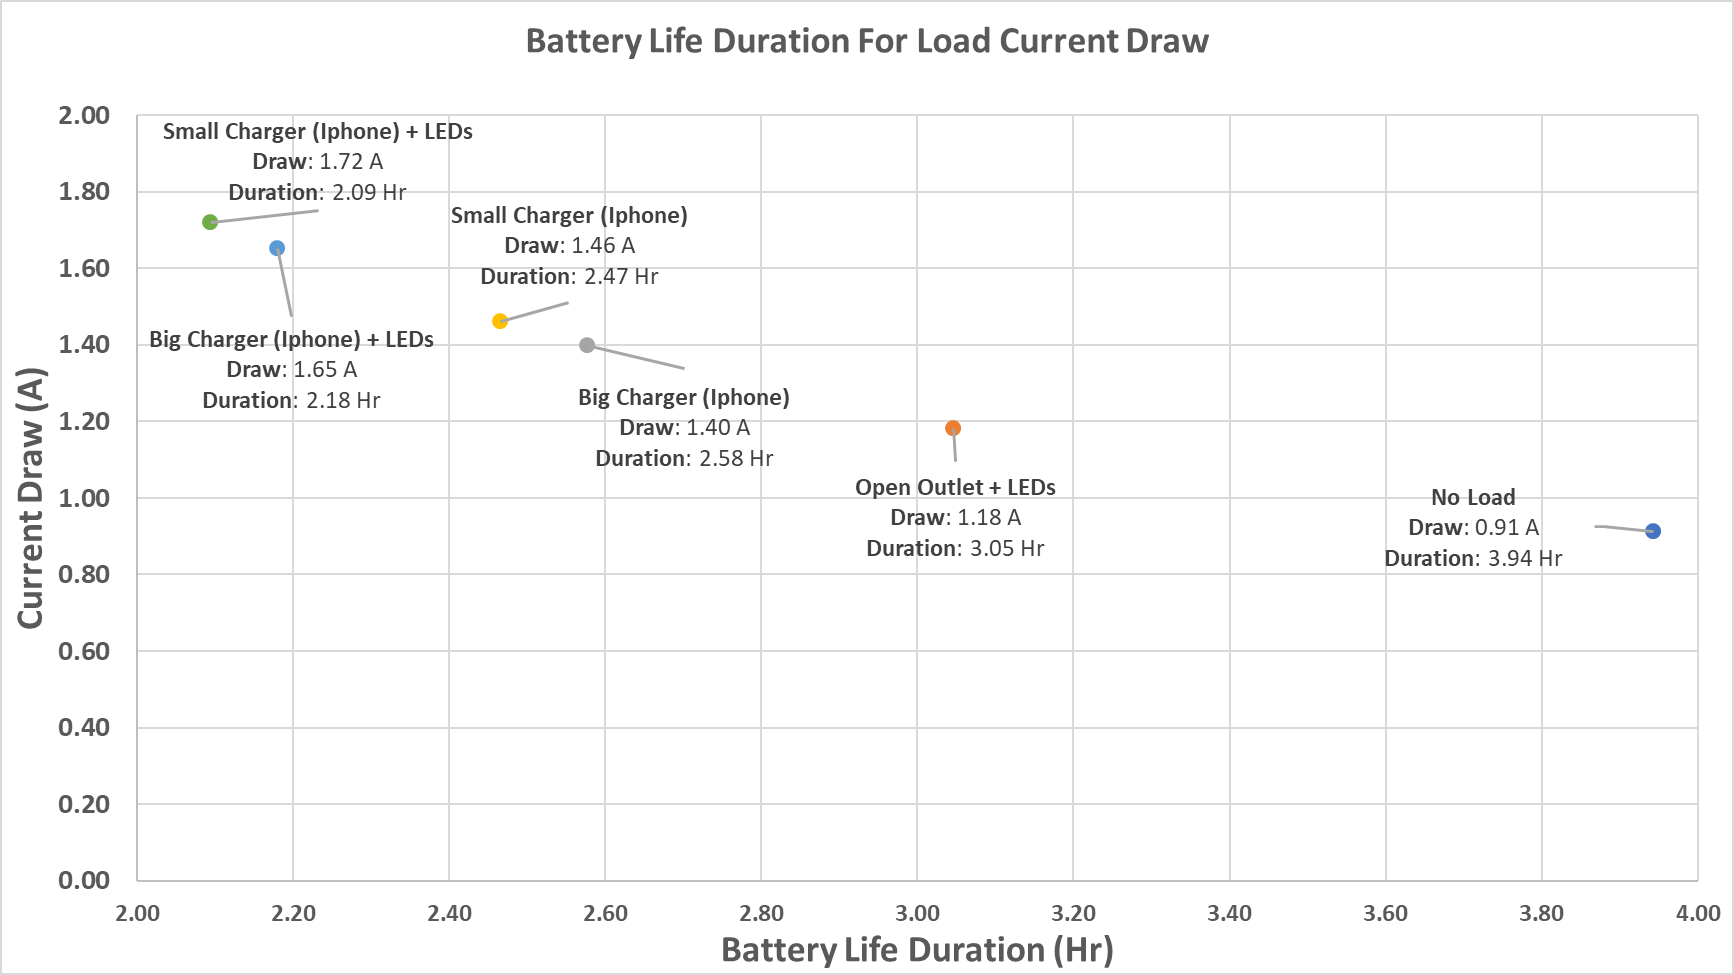 Battery Life Duration For Load Current Draw
2.00
1.80
1.60
1.40
1.20
1.00
0.80
0.60
0.40
0.20
0.00
Current Draw (A)
Small Charger (Iphone) + LEDs
Draw: 1.72 A
Duration: 2.09 Hr
Small Charger (Iphone)
Draw: 1.46 A
Duration: 2.47 Hr
Big Charger (Iphone) + LEDs
Draw: 1.65 A
Duration: 2.18 Hr
Big Charger (Iphone)
Draw: 1.40 A
Duration: 2.58 Hr
Open Outlet + LEDs
Draw: 1.18 A
Duration: 3.05 Hr
No Load
Draw: 0.91 A
Duration: 3.94 Hr
2.00 2.20 2.40 2.60 2.80 3.00 3.20 3.40 3.60 3.80 4.00
Battery Life Duration (Hr)